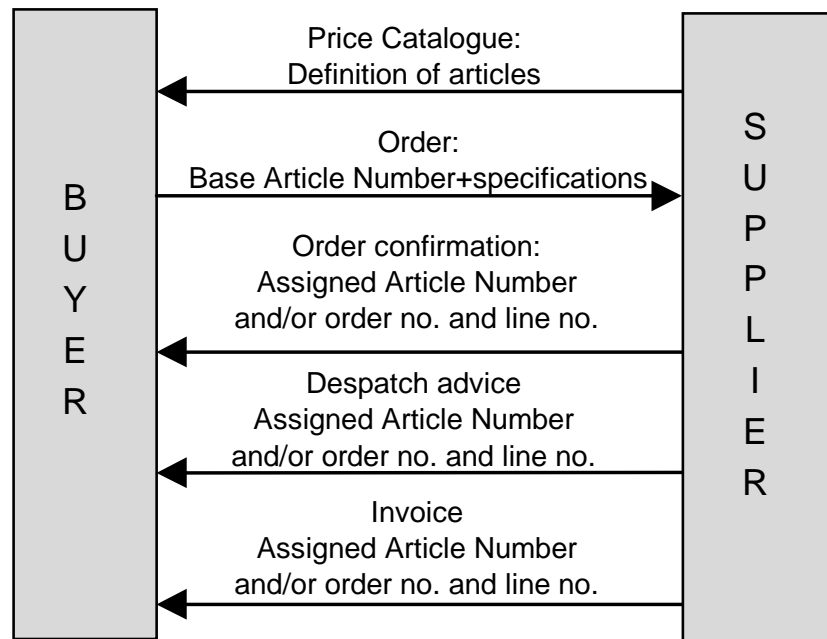 Price Catalogue:
Definition of articles
Order:
Base Article Number+specifications
Order confirmation:
Assigned Article Number
and/or order no. and line no.
Despatch advice
Assigned Article Number
and/or order no. and line no.
Invoice
Assigned Article Number
and/or order no. and line no.
B
U
Y
E
R
S
U
P
P
L
I
E
R